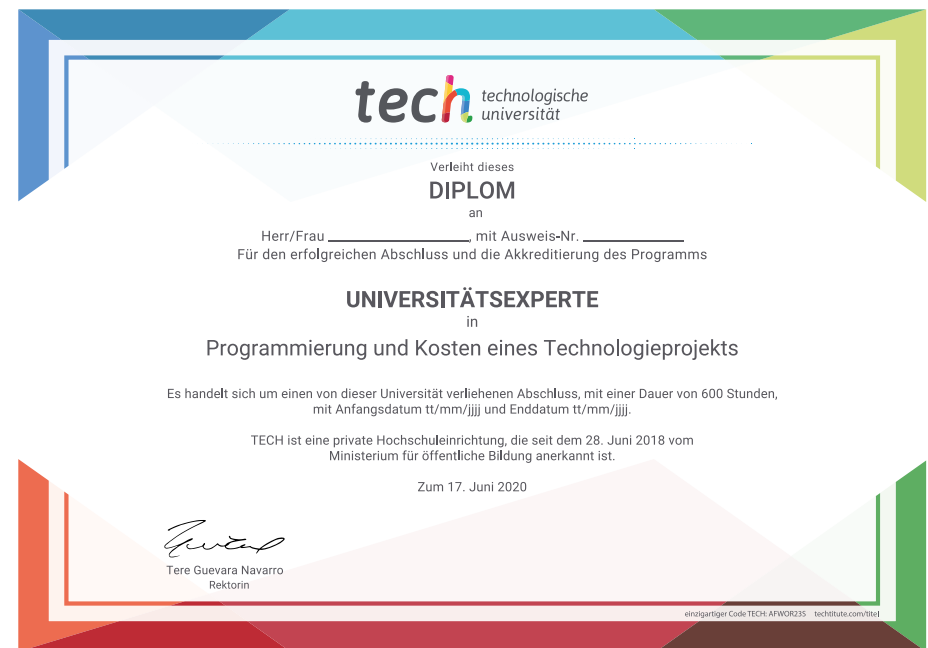 tech technologische
universität
Verleiht dieses
DIPLOM
an
Herr/Frau ____________, mit Ausweis-Nr. ____________
Für den erfolgreichen Abschluss und die Akkreditierung des Programms
UNIVERSITÄTSEXPERTE
in
Programmierung und Kosten eines Technologieprojekts
Es handelt sich um einen von dieser Universität verliehenen Abschluss, mit einer Dauer von 600 Stunden,
mit Anfangsdatum tt/mm/jjjj und Enddatum tt/mm/jjjj.
TECH ist eine private Hochschuleinrichtung, die seit dem 28. Juni 2018 vom
Ministerium für öffentliche Bildung anerkannt ist.
Zum 17. Juni 2020
Tere Guevara Navarro
Rektorin
einzigartiger Code TECH: AFWOR23S techtitute.com/titel